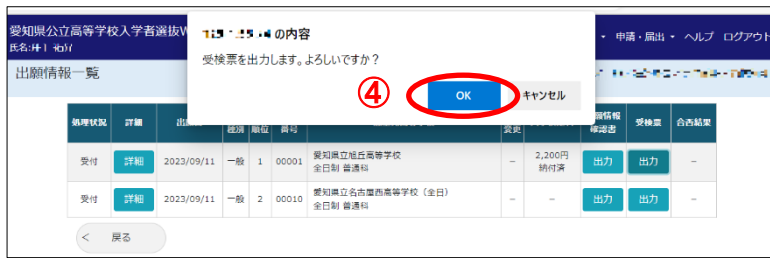 愛知県公立高等学校入学者選抜W
の内容
申請・届出 ヘルプ ログアウト
氏名:
受検票を出力します。よろしいですか？
出願情報一覧
④
OK
キャンセル
処理状況 詳細 種別 順位 番号 変更 確認書 受検票 合否結果
受付 詳細 2023/09/11 一般 1 00001 愛知県立旭丘高等学校 － 2,200円 出力 出力 －
全日制 普通科 納付済
受付 詳細 2023/09/11 一般 2 00010 愛知県立名古屋西高等学校（全日） － － 出力 出力 －
全日制 普通科
＜ 戻る